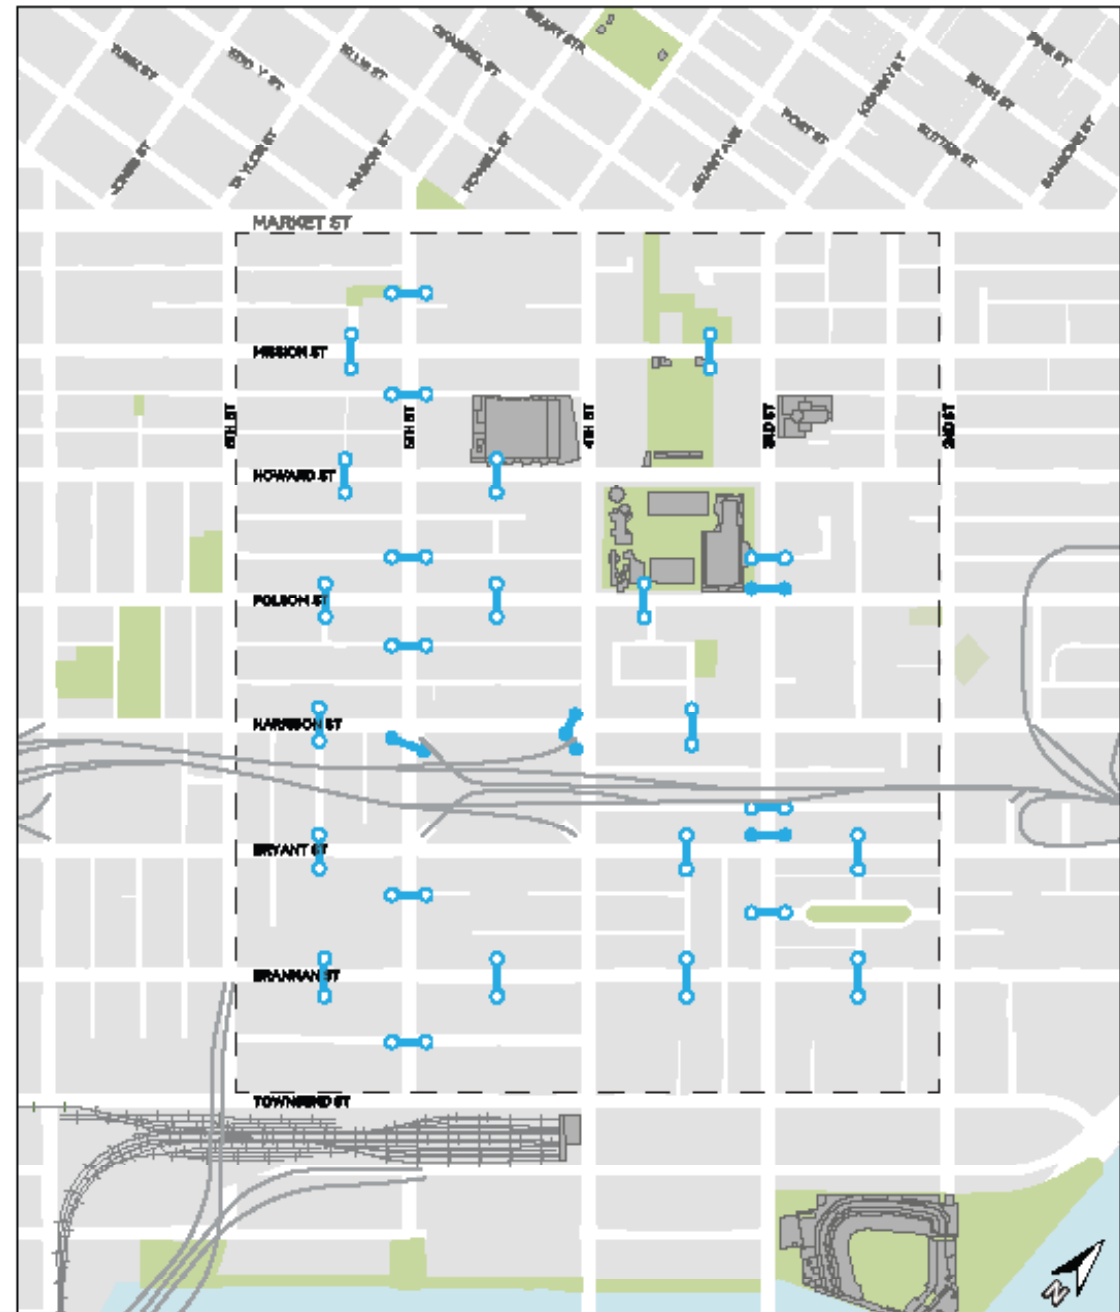 TURK ST
EDDY ST
ELLIS ST
GEARY ST
PINE ST
BUSH ST
KEARNY ST
POST ST
SUTTER ST
SANSOME ST
JONES ST
TAYLOR ST
MASON ST
POWELL ST
GRANT AVE
MARKET ST
MISSION ST
6TH ST
5TH ST
4TH ST
3RD ST
2ND ST
HOWARD ST
FOLSOM ST
HARRISON ST
BRYANT ST
BRANNAN ST
TOWNSEND ST
N